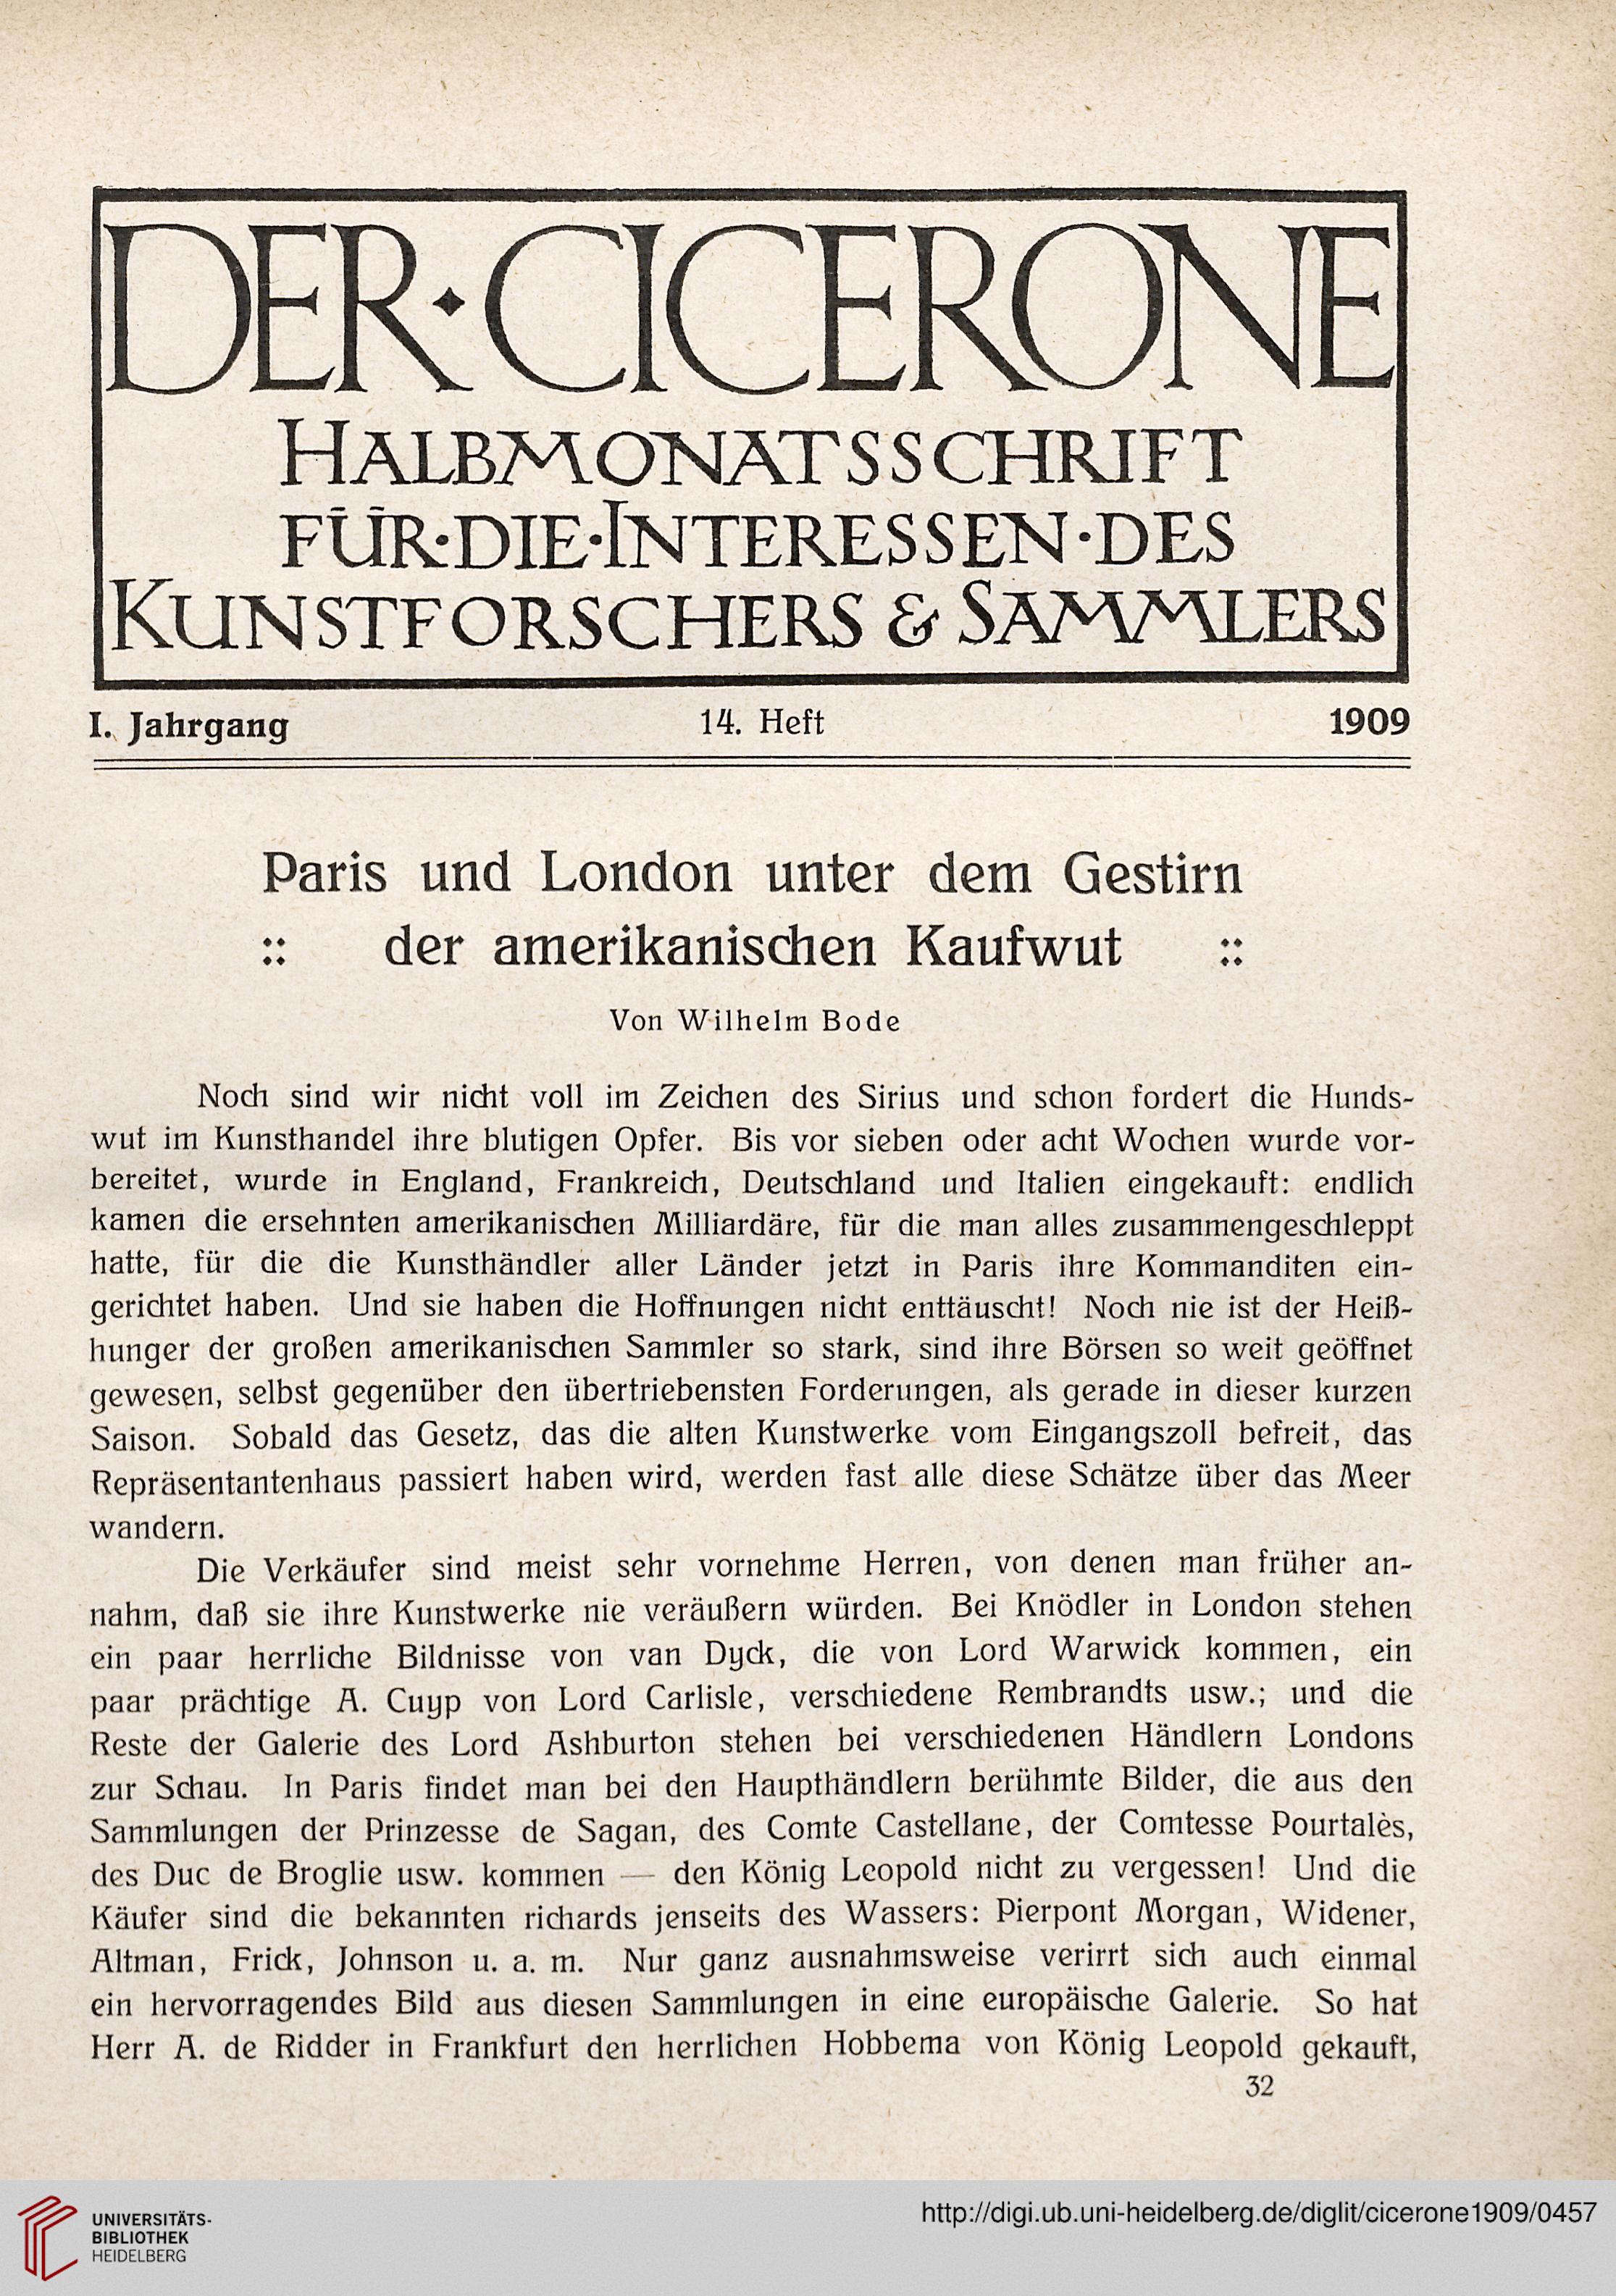 DER · CICERONE
HALBMONATSSCHRIFT
FÜR · DIE · INTERESSEN · DES
KUNSTFORSCHERS & SAMMLERS
I. Jahrgang 14. Heft 1909
Paris und London unter dem Gestirn
:: der amerikanischen Kaufwut ::
Von Wilhelm Bode
Noch sind wir nicht voll im Zeichen des Sirius und schon fordert die Hunds-
wut im Kunsthandel ihre blutigen Opfer. Bis vor sieben oder acht Wochen wurde vor-
bereitet, wurde in England, Frankreich, Deutschland und Italien eingekauft: endlich
kamen die ersehnten amerikanischen Milliardäre, für die man alles zusammengeschleppt
hatte, für die die Kunsthändler aller Länder jetzt in Paris ihre Kommanditen ein-
gerichtet haben. Und sie haben die Hoffnungen nicht enttäuscht! Noch nie ist der Heiß-
hunger der großen amerikanischen Sammler so stark, sind ihre Börsen so weit geöffnet
gewesen, selbst gegenüber den übertriebensten Forderungen, als gerade in dieser kurzen
Saison. Sobald das Gesetz, das die alten Kunstwerke vom Eingangszoll befreit, das
Repräsentantenhaus passiert haben wird, werden fast alle diese Schätze über das Meer
wandern.
Die Verkäufer sind meist sehr vornehme Herren, von denen man früher an-
nahm, daß sie ihre Kunstwerke nie veräußern würden. Bei Knödler in London stehen
ein paar herrliche Bildnisse von van Dyck, die von Lord Warwick kommen, ein
paar prächtige A. Cuyp von Lord Carlisle, verschiedene Rembrandts usw.; und die
Reste der Galerie des Lord Ashburton stehen bei verschiedenen Händlern Londons
zur Schau. In Paris findet man bei den Haupthändlern berühmte Bilder, die aus den
Sammlungen der Prinzesse de Sagan, des Comte Castellane, der Comtesse Pourtalès,
des Duc de Broglie usw. kommen — den König Leopold nicht zu vergessen! Und die
Käufer sind die bekannten richards jenseits des Wassers: Pierpont Morgan, Widener,
Altman, Frick, Johnson u. a. m. Nur ganz ausnahmsweise verirrt sich auch einmal
ein hervorragendes Bild aus diesen Sammlungen in eine europäische Galerie. So hat
Herr A. de Ridder in Frankfurt den herrlichen Hobbema von König Leopold gekauft,
32
UNIVERSITÄTS-
BIBLIOTHEK
HEIDELBERG
http://digi.ub.uni-heidelberg.de/diglit/cicerone1909/0457